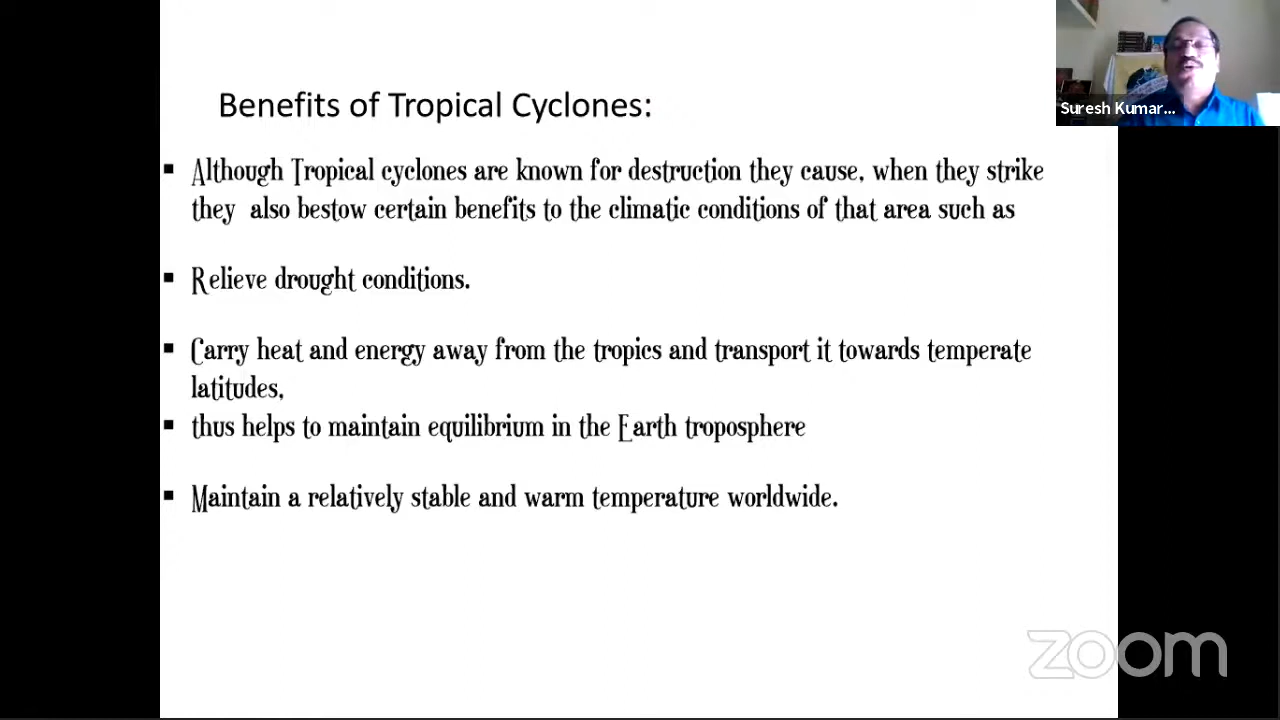 Benefits of Tropical Cyclones:
▪ Although Tropical cyclones are known for destruction they cause, when they strike
they also bestow certain benefits to the climatic conditions of that area such as
▪ Relieve drought conditions.
▪ Carry heat and energy away from the tropics and transport it towards temperate
latitudes,
▪ thus helps to maintain equilibrium in the Earth troposphere
▪ Maintain a relatively stable and warm temperature worldwide.
Suresh Kumar...
zoom